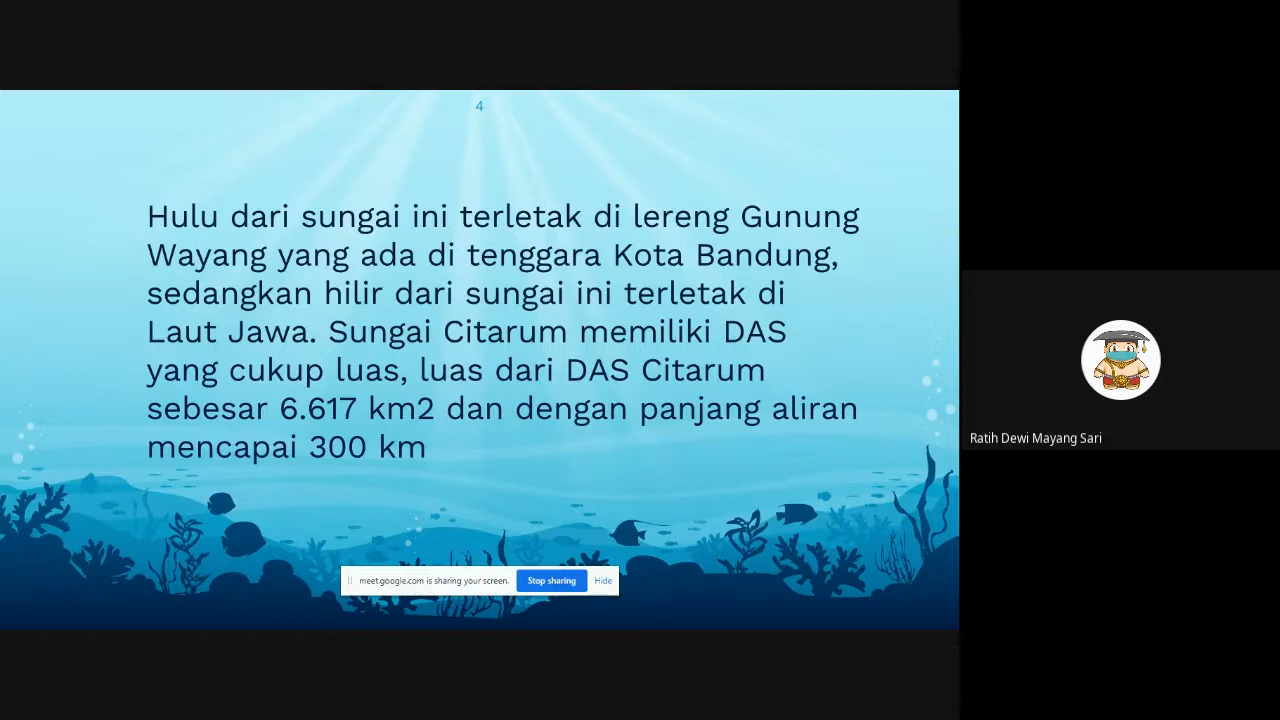 4
Hulu dari sungai ini terletak di lereng Gunung
Wayang yang ada di tenggara Kota Bandung,
sedangkan hilir dari sungai ini terletak di
Laut Jawa. Sungai Citarum memiliki DAS
yang cukup luas, luas dari DAS Citarum
sebesar 6.617 km2 dan dengan panjang aliran
mencapai 300 km
meet.google.com is sharing your screen.
Stop sharing
Hide
Ratih Dewi Mayang Sari